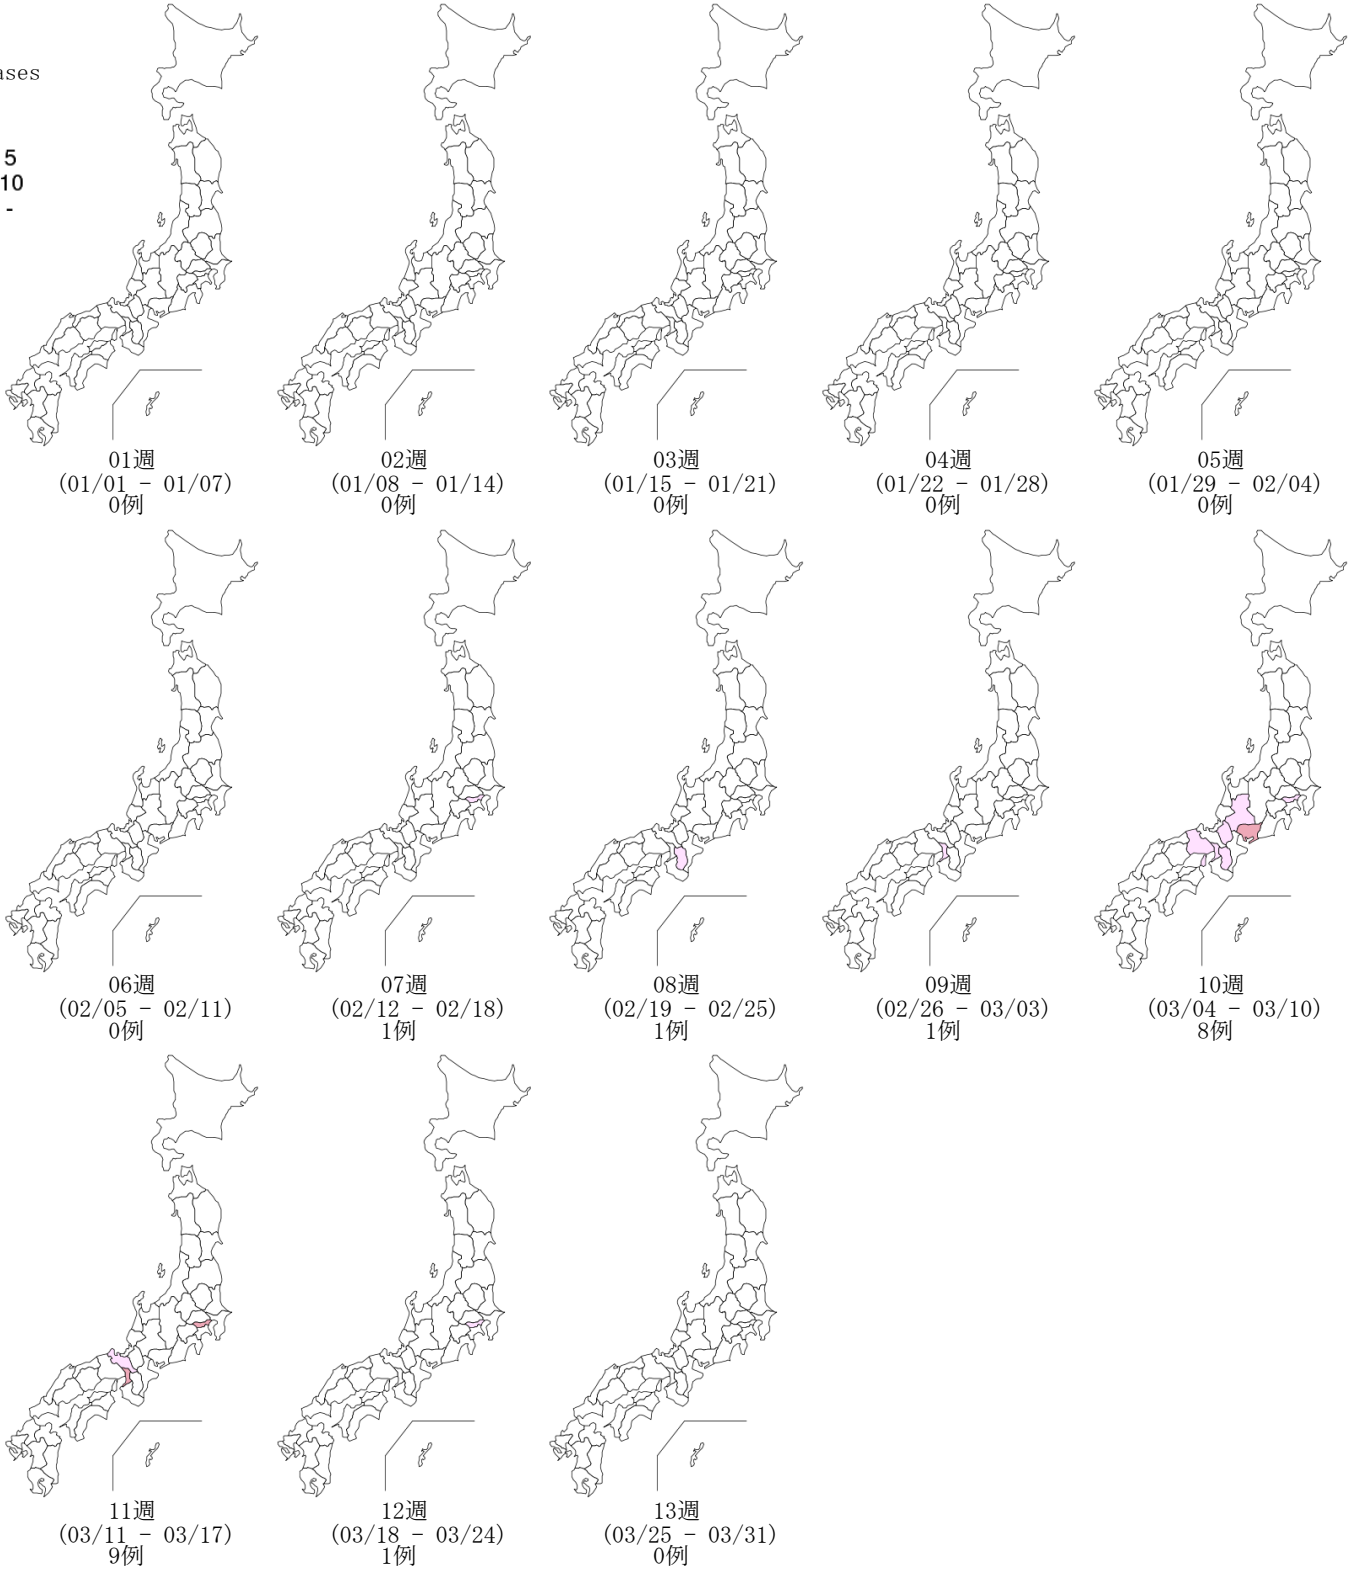 ases
5
10
-
01週
(01/01 - 01/07)
0例
02週
(01/08 - 01/14)
0例
03週
(01/15 - 01/21)
0例
04週
(01/22 - 01/28)
0例
05週
(01/29 - 02/04)
0例
06週
(02/05 - 02/11)
0例
07週
(02/12 - 02/18)
1例
08週
(02/19 - 02/25)
1例
09週
(02/26 - 03/03)
1例
10週
(03/04 - 03/10)
8例
11週
(03/11 - 03/17)
9例
12週
(03/18 - 03/24)
1例
13週
(03/25 - 03/31)
0例